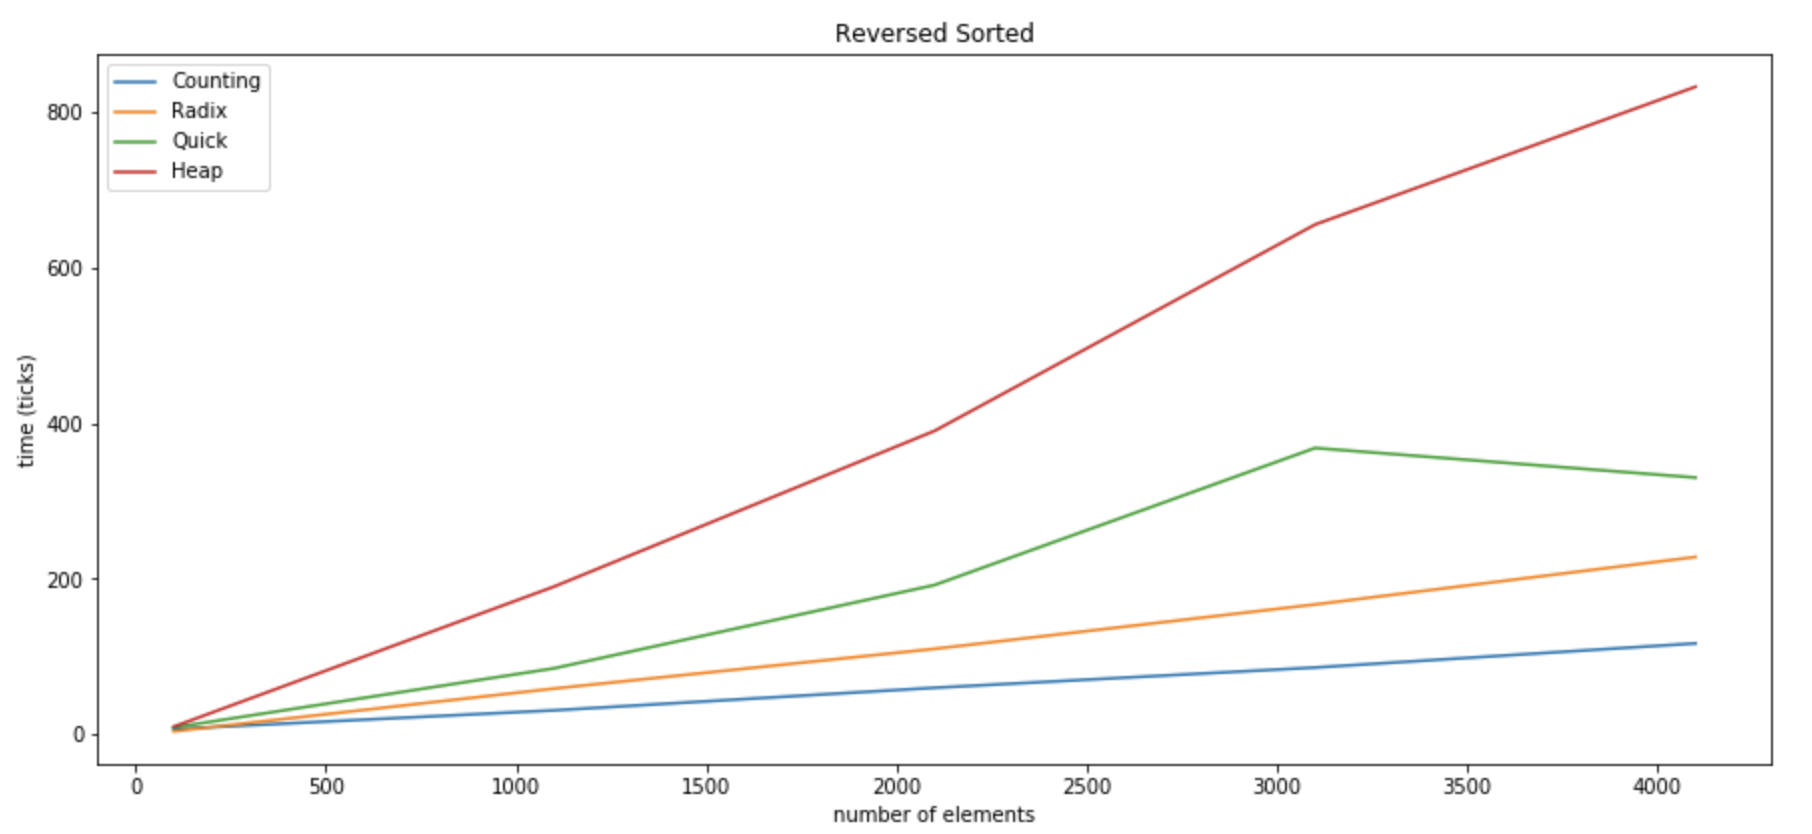 Reversed Sorted
Counting
Radix
Quick
Heap
800
600
400
200
0
time (ticks)
0 500 1000 1500 2000 2500 3000 3500 4000
number of elements